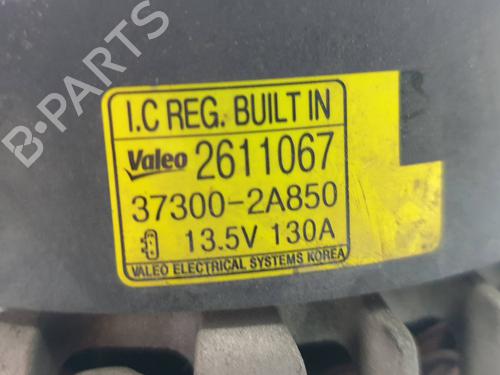 I.C REG. BUILT IN
Valeo 2611067
37300-2A850
13.5V 130A
VALEO ELECTRICAL SYSTEMS KOREA
B-PARTS